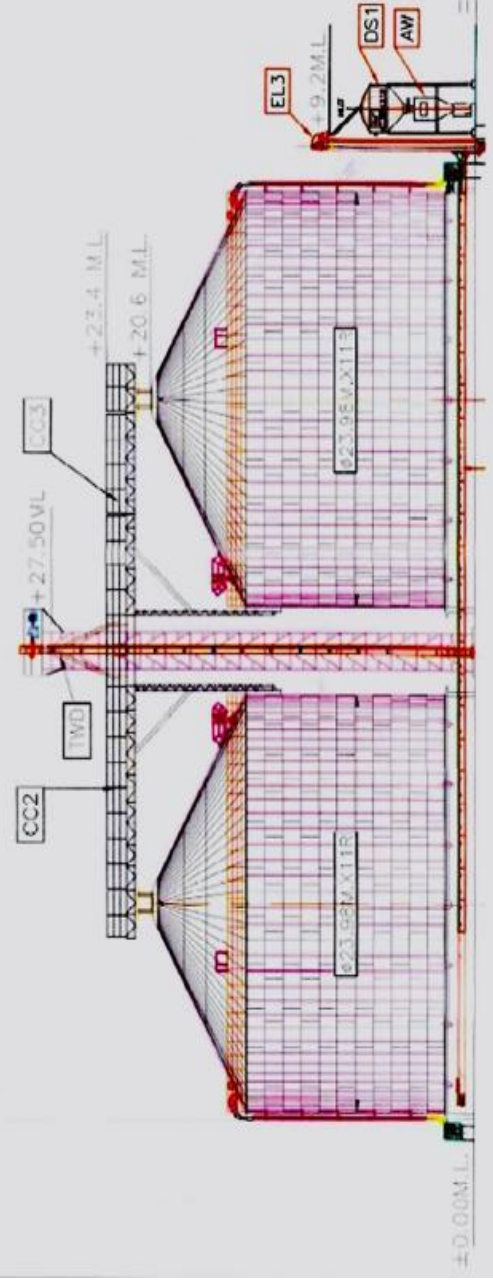 CC2
TWD
+27.50ML
CC3
+23.4 M.L.
+20.6 M.L.
EL3
+9.2M.L
DS1
AW
ø23.98M.X11R
ø23.98M.X11R
±0.00M.L.